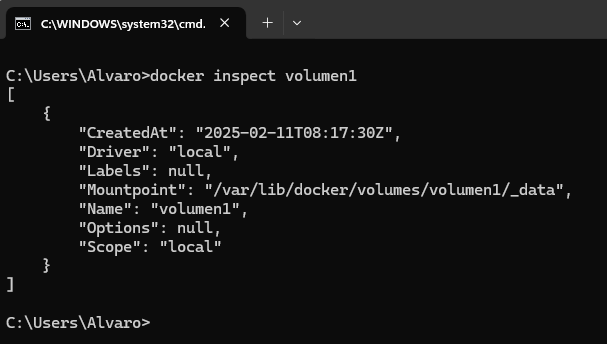 C:\WINDOWS\system32\cmd.
C:\Users\Alvaro>docker inspect volumen1
[
    {
        "CreatedAt": "2025-02-11T08:17:30Z",
        "Driver": "local",
        "Labels": null,
        "Mountpoint": "/var/lib/docker/volumes/volumen1/_data",
        "Name": "volumen1",
        "Options": null,
        "Scope": "local"
    }
]
C:\Users\Alvaro>